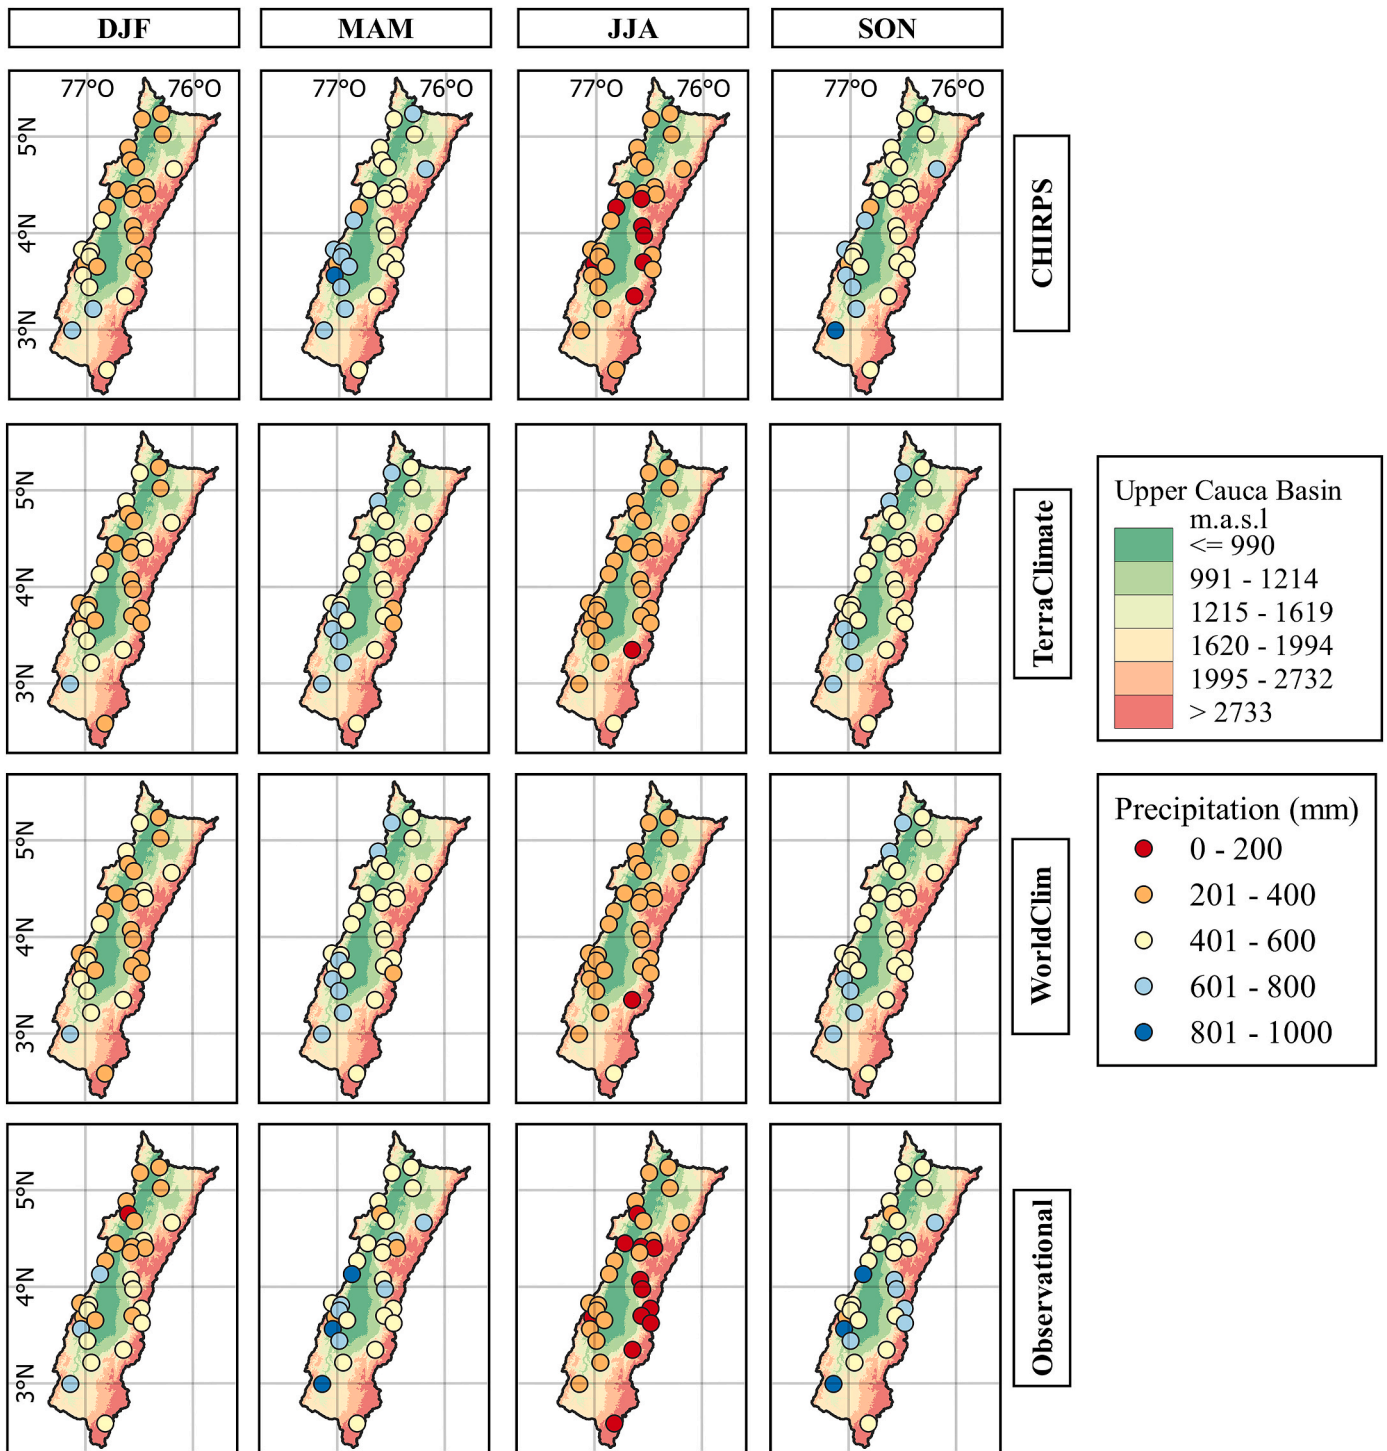 DJF MAM JJA SON
77°O 76°O 77°O 76°O 77°O 76°O 77°O 76°O
5°N
4°N
3°N
CHIRPS
5°N
4°N
3°N
TerraClimate
Upper Cauca Basin
m.a.s.l
<= 990
991 - 1214
1215 - 1619
1620 - 1994
1995 - 2732
> 2733
5°N
4°N
3°N
WorldClim
Precipitation (mm)
0 - 200
201 - 400
401 - 600
601 - 800
801 - 1000
5°N
4°N
3°N
Observational